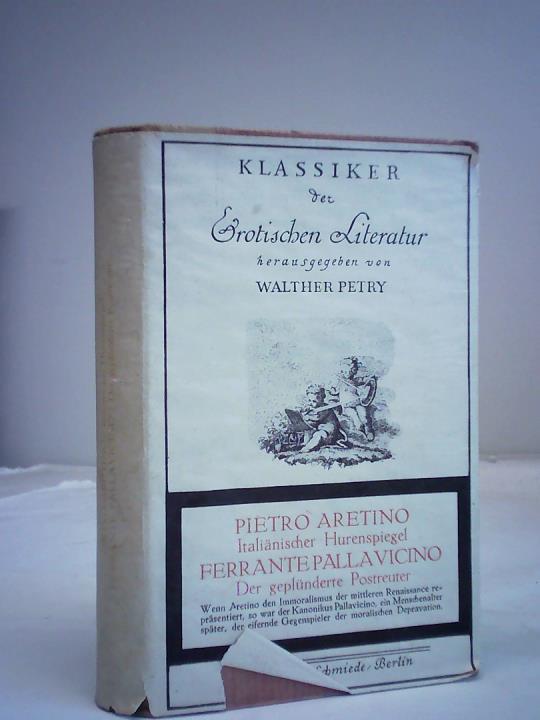 KLASSIKER
der
Erotischen Literatur
herausgegeben von
WALTHER PETRY
PIETRO ARETINO
Italiänischer Hurenspiegel
FERRANTE PALLAVICINO
Der geplünderte Postreuter
Wenn Aretino den Immoralismus der mittleren Renaissance re-
präsentiert, so war der Kanonikus Pallavicino, ein Menschenalter
später, der eifernde Gegenspieler der moralischen Depravation.
Schmiede / Berlin